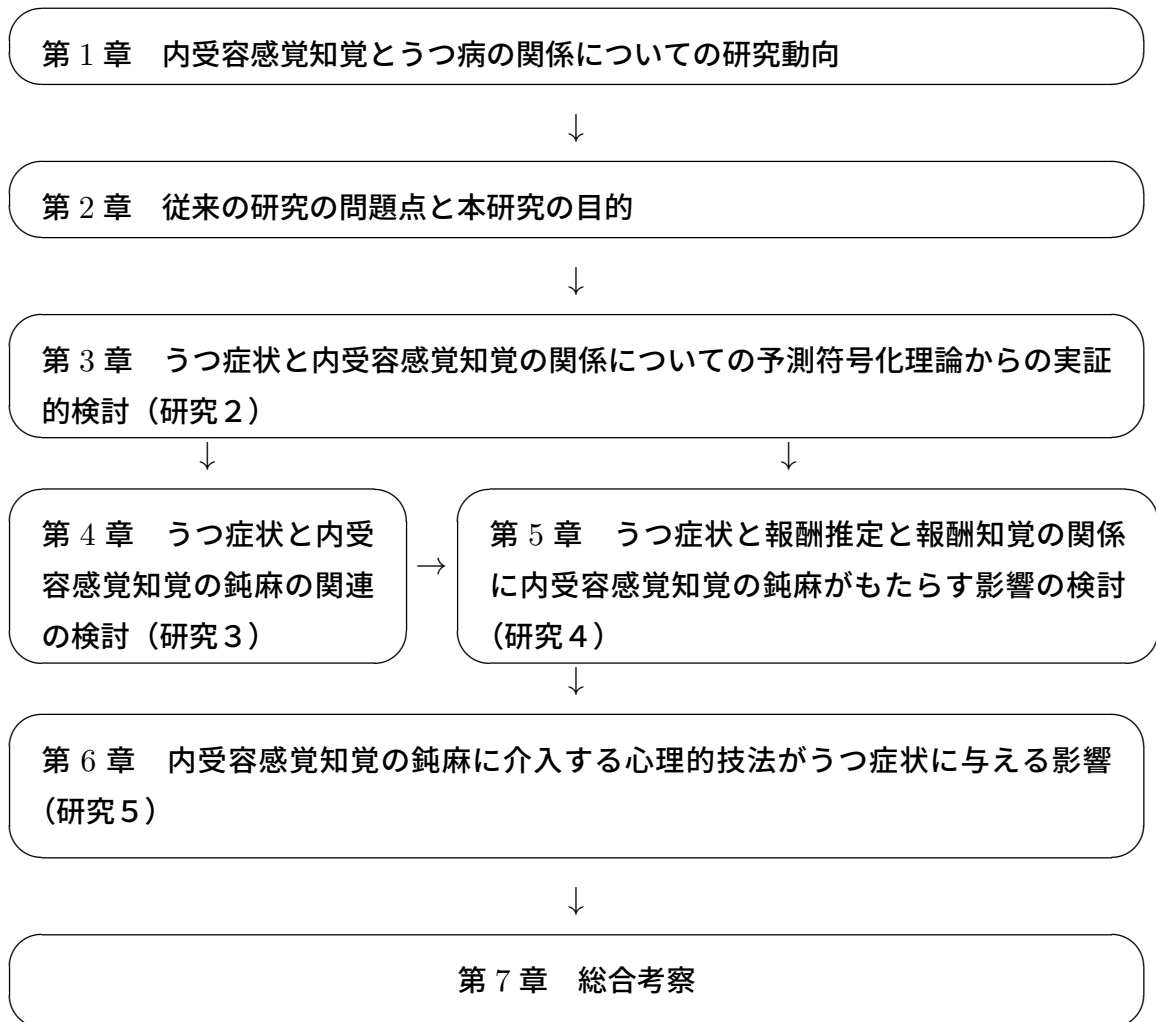 第 1 章　内受容感覚知覚とうつ病の関係についての研究動向
↓
第 2 章　従来の研究の問題点と本研究の目的
↓
第 3 章　うつ症状と内受容感覚知覚の関係についての予測符号化理論からの実証
的検討（研究２）
↓ ↓
第 4 章　うつ症状と内受
容感覚知覚の鈍麻の関連
の検討（研究３）
→
第 5 章　うつ症状と報酬推定と報酬知覚の関係
に内受容感覚知覚の鈍麻がもたらす影響の検討
（研究４）
↓
第 6 章　内受容感覚知覚の鈍麻に介入する心理的技法がうつ症状に与える影響
（研究５）
↓
第 7 章　総合考察